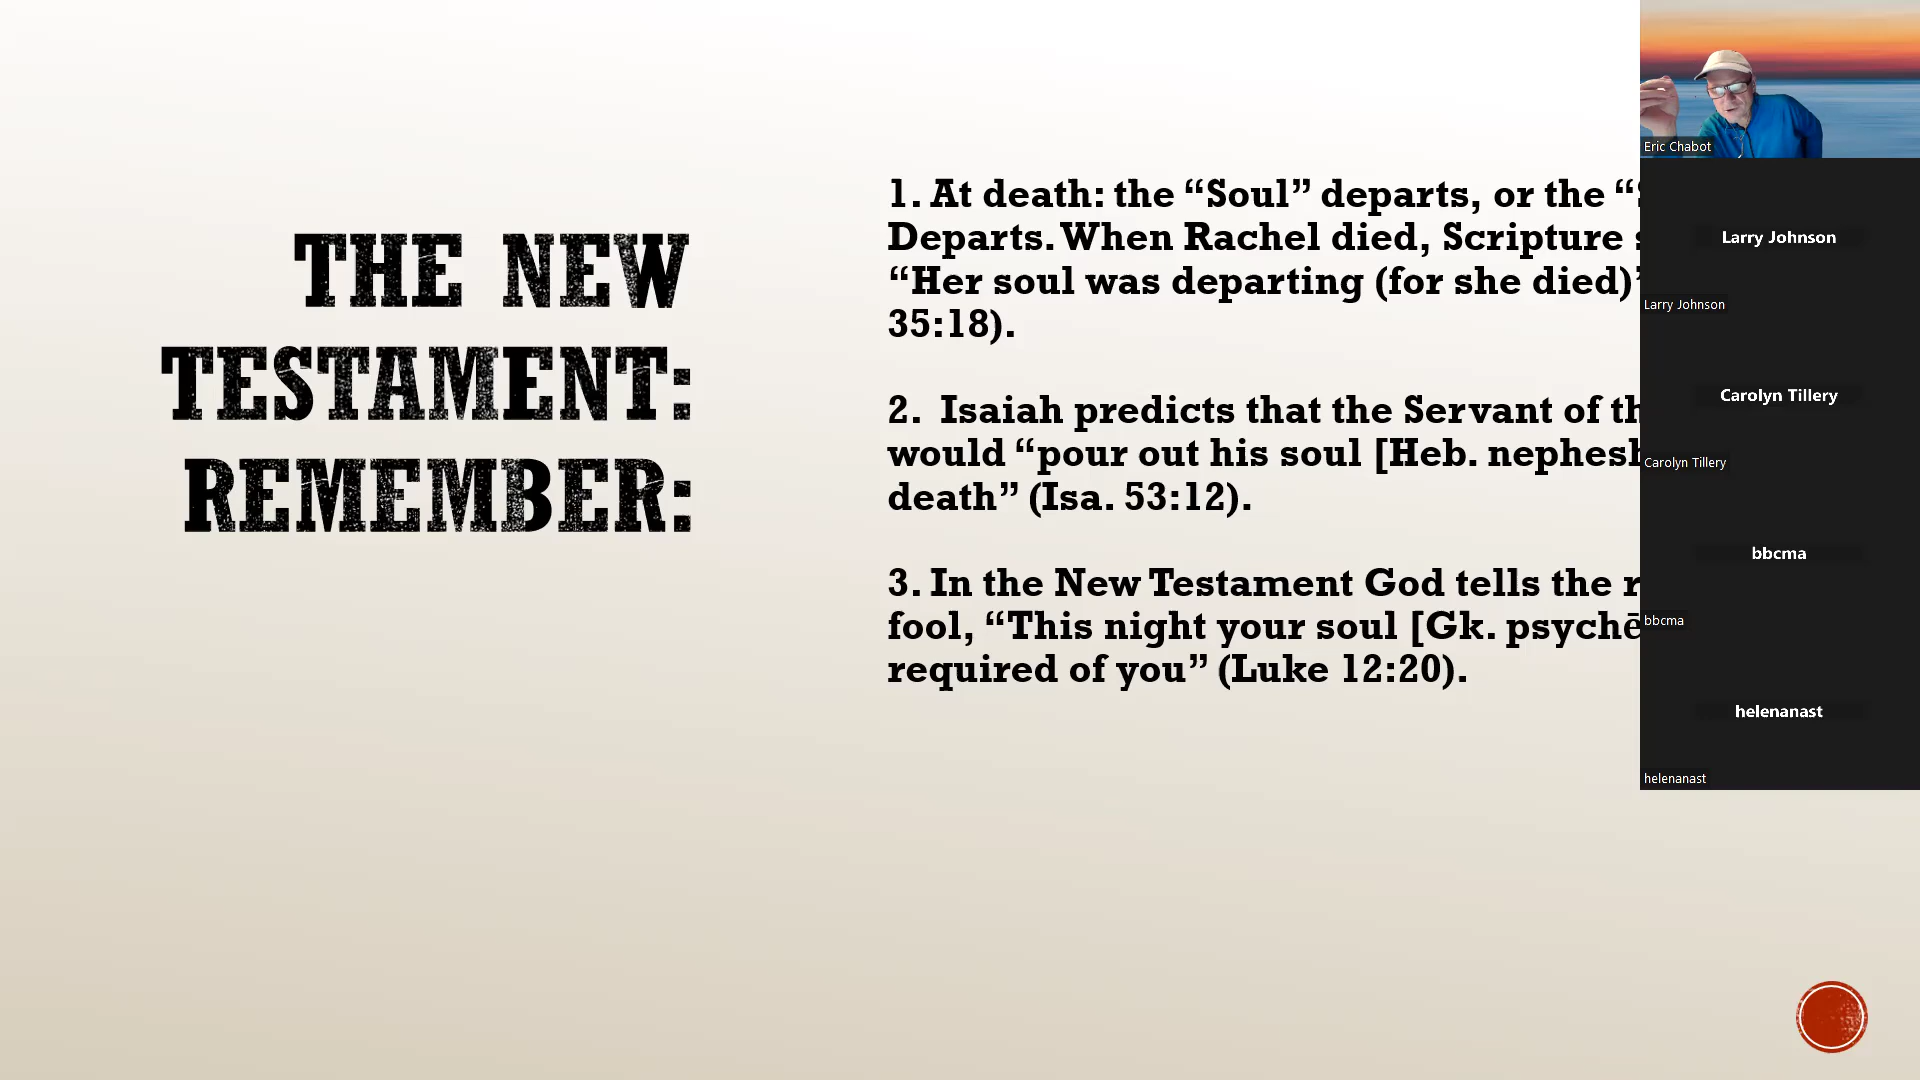 THE NEW
TESTAMENT:
REMEMBER:
1. At death: the “Soul” departs, or the
Departs. When Rachel died, Scripture
“Her soul was departing (for she died)
35:18).
2. Isaiah predicts that the Servant of
would “pour out his soul [Heb. nephesh
death” (Isa. 53:12).
3. In the New Testament God tells the
fool, “This night your soul [Gk. psychē
required of you” (Luke 12:20).
Eric Chabot
Larry Johnson
Larry Johnson
Carolyn Tillery
Carolyn Tillery
bbcma
bbcma
helenanast
helenanast